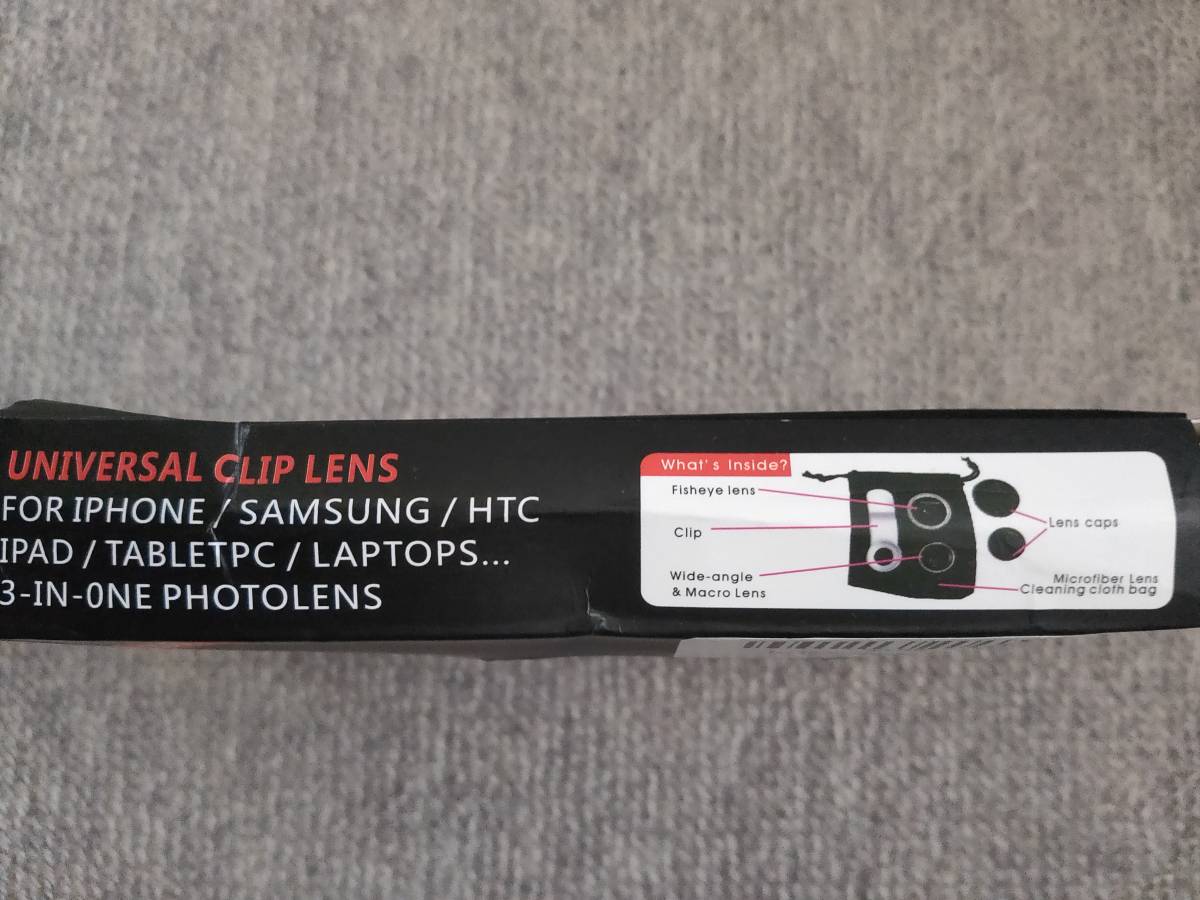 UNIVERSAL CLIP LENS
FOR IPHONE / SAMSUNG / HTC
IPAD / TABLETPC / LAPTOPS...
3-IN-ONE PHOTOLENS
What's Inside?
Fisheye lens
Clip
Wide-angle
& Macro Lens
Lens caps
Microfiber Lens
Cleaning cloth bag